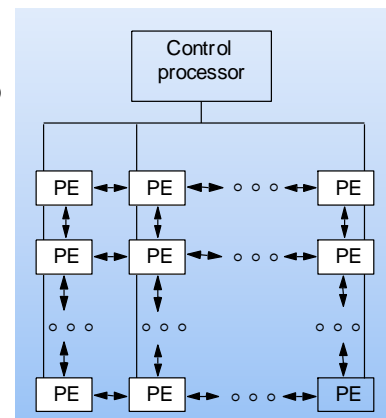 Control
processor
PE PE ○ ○ ○ PE
PE PE ○ ○ ○ PE
○ ○ ○ ○ ○ ○ ○ ○ ○
PE PE ○ ○ ○ PE